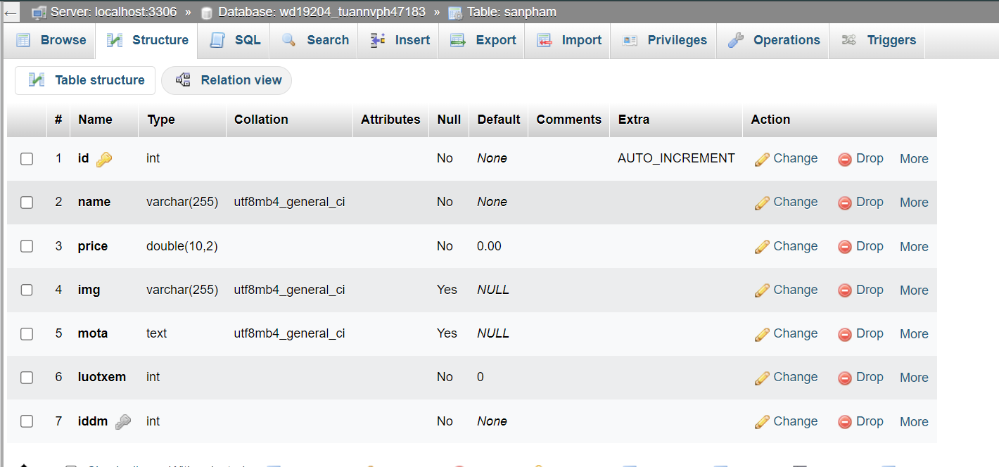 ← Server: localhost:3306 » Database: wd19204_tuannvph47183 » Table: sanpham
Browse Structure SQL Search Insert Export Import Privileges Operations Triggers
Table structure Relation view
# Name Type Collation Attributes Null Default Comments Extra Action
1 id int No None AUTO_INCREMENT Change Drop More
2 name varchar(255) utf8mb4_general_ci No None Change Drop More
3 price double(10,2) No 0.00 Change Drop More
4 img varchar(255) utf8mb4_general_ci Yes NULL Change Drop More
5 mota text utf8mb4_general_ci Yes NULL Change Drop More
6 luotxem int No 0 Change Drop More
7 iddm int No None Change Drop More